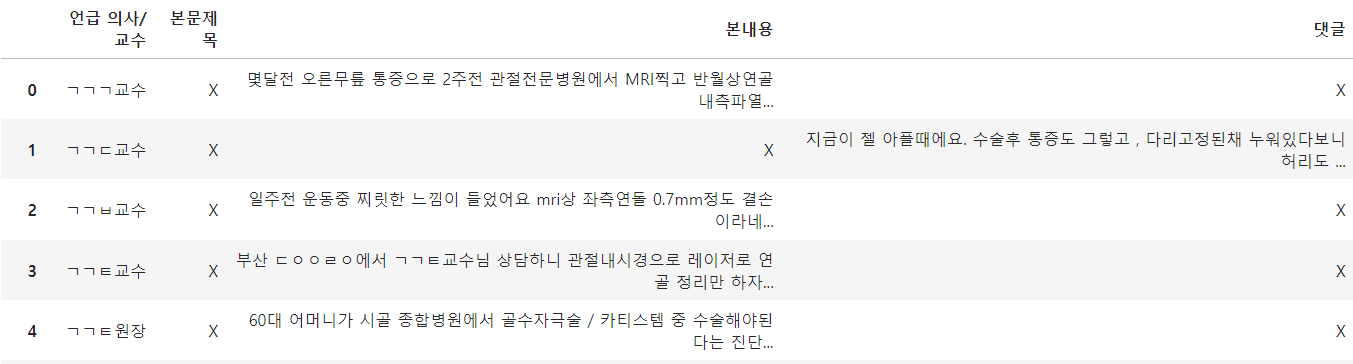 언급 의사/
교수
본문제
목
본내용
댓글
0 ㄱㄱㄱ교수 X 몇달전 오른무릎 통증으로 2주전 관절전문병원에서 MRI찍고 반월상연골
내측파열... X
1 ㄱㄱㄷ교수 X X 지금이 젤 아플때에요. 수술후 통증도 그렇고 , 다리고정된채 누워있다보니
허리도 ...
2 ㄱㄱㅂ교수 X 일주전 운동중 찌릿한 느낌이 들었어요 mri상 좌측연돌 0.7mm정도 결손
이라네... X
3 ㄱㄱㅌ교수 X 부산 ㄷㅇㅇㄹㅇ에서 ㄱㄱㅌ교수님 상담하니 관절내시경으로 레이저로 연
골 정리만 하자... X
4 ㄱㄱㅌ원장 X 60대 어머니가 시골 종합병원에서 골수자극술 / 카티스템 중 수술해야된
다는 진단... X